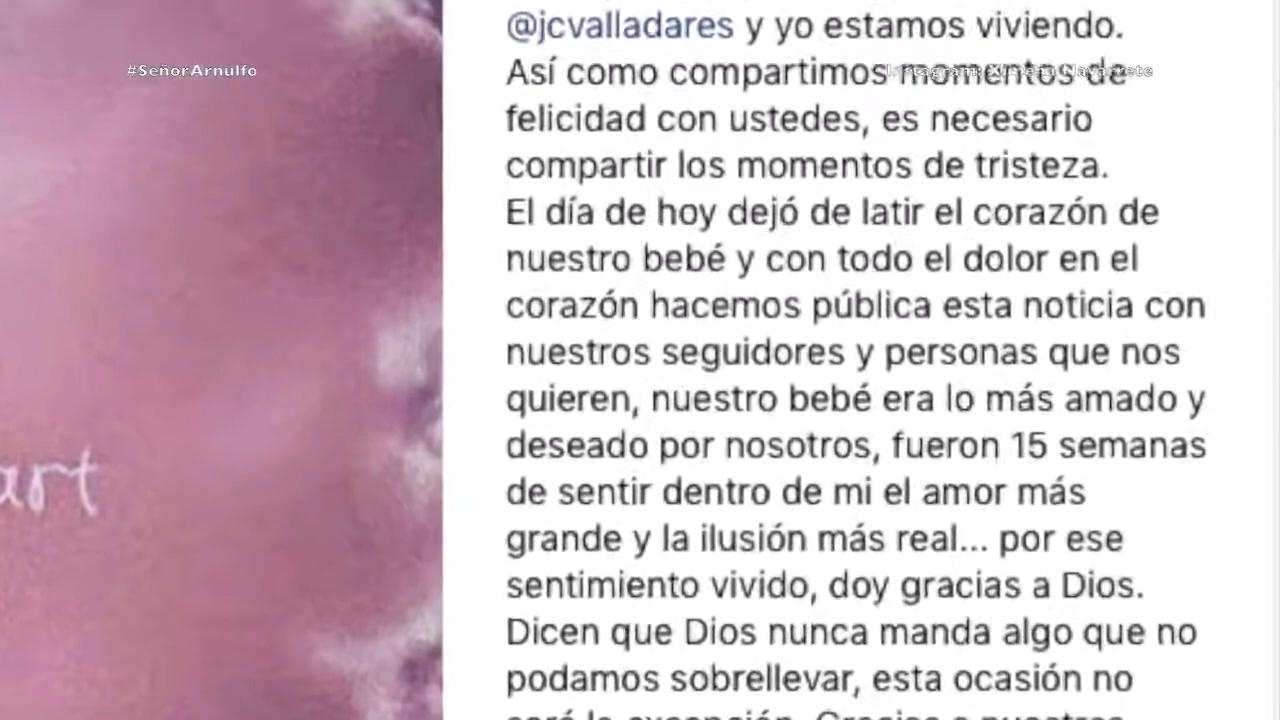 @jcvalladares y yo estamos viviendo.
#SeñorArnulfo
Instagram: Ximena Navarrete
Así como compartimos momentos de
felicidad con ustedes, es necesario
compartir los momentos de tristeza.
El día de hoy dejó de latir el corazón de
nuestro bebé y con todo el dolor en el
corazón hacemos pública esta noticia con
nuestros seguidores y personas que nos
quieren, nuestro bebé era lo más amado y
deseado por nosotros, fueron 15 semanas
de sentir dentro de mi el amor más
grande y la ilusión más real... por ese
sentimiento vivido, doy gracias a Dios.
Dicen que Dios nunca manda algo que no
podamos sobrellevar, esta ocasión no